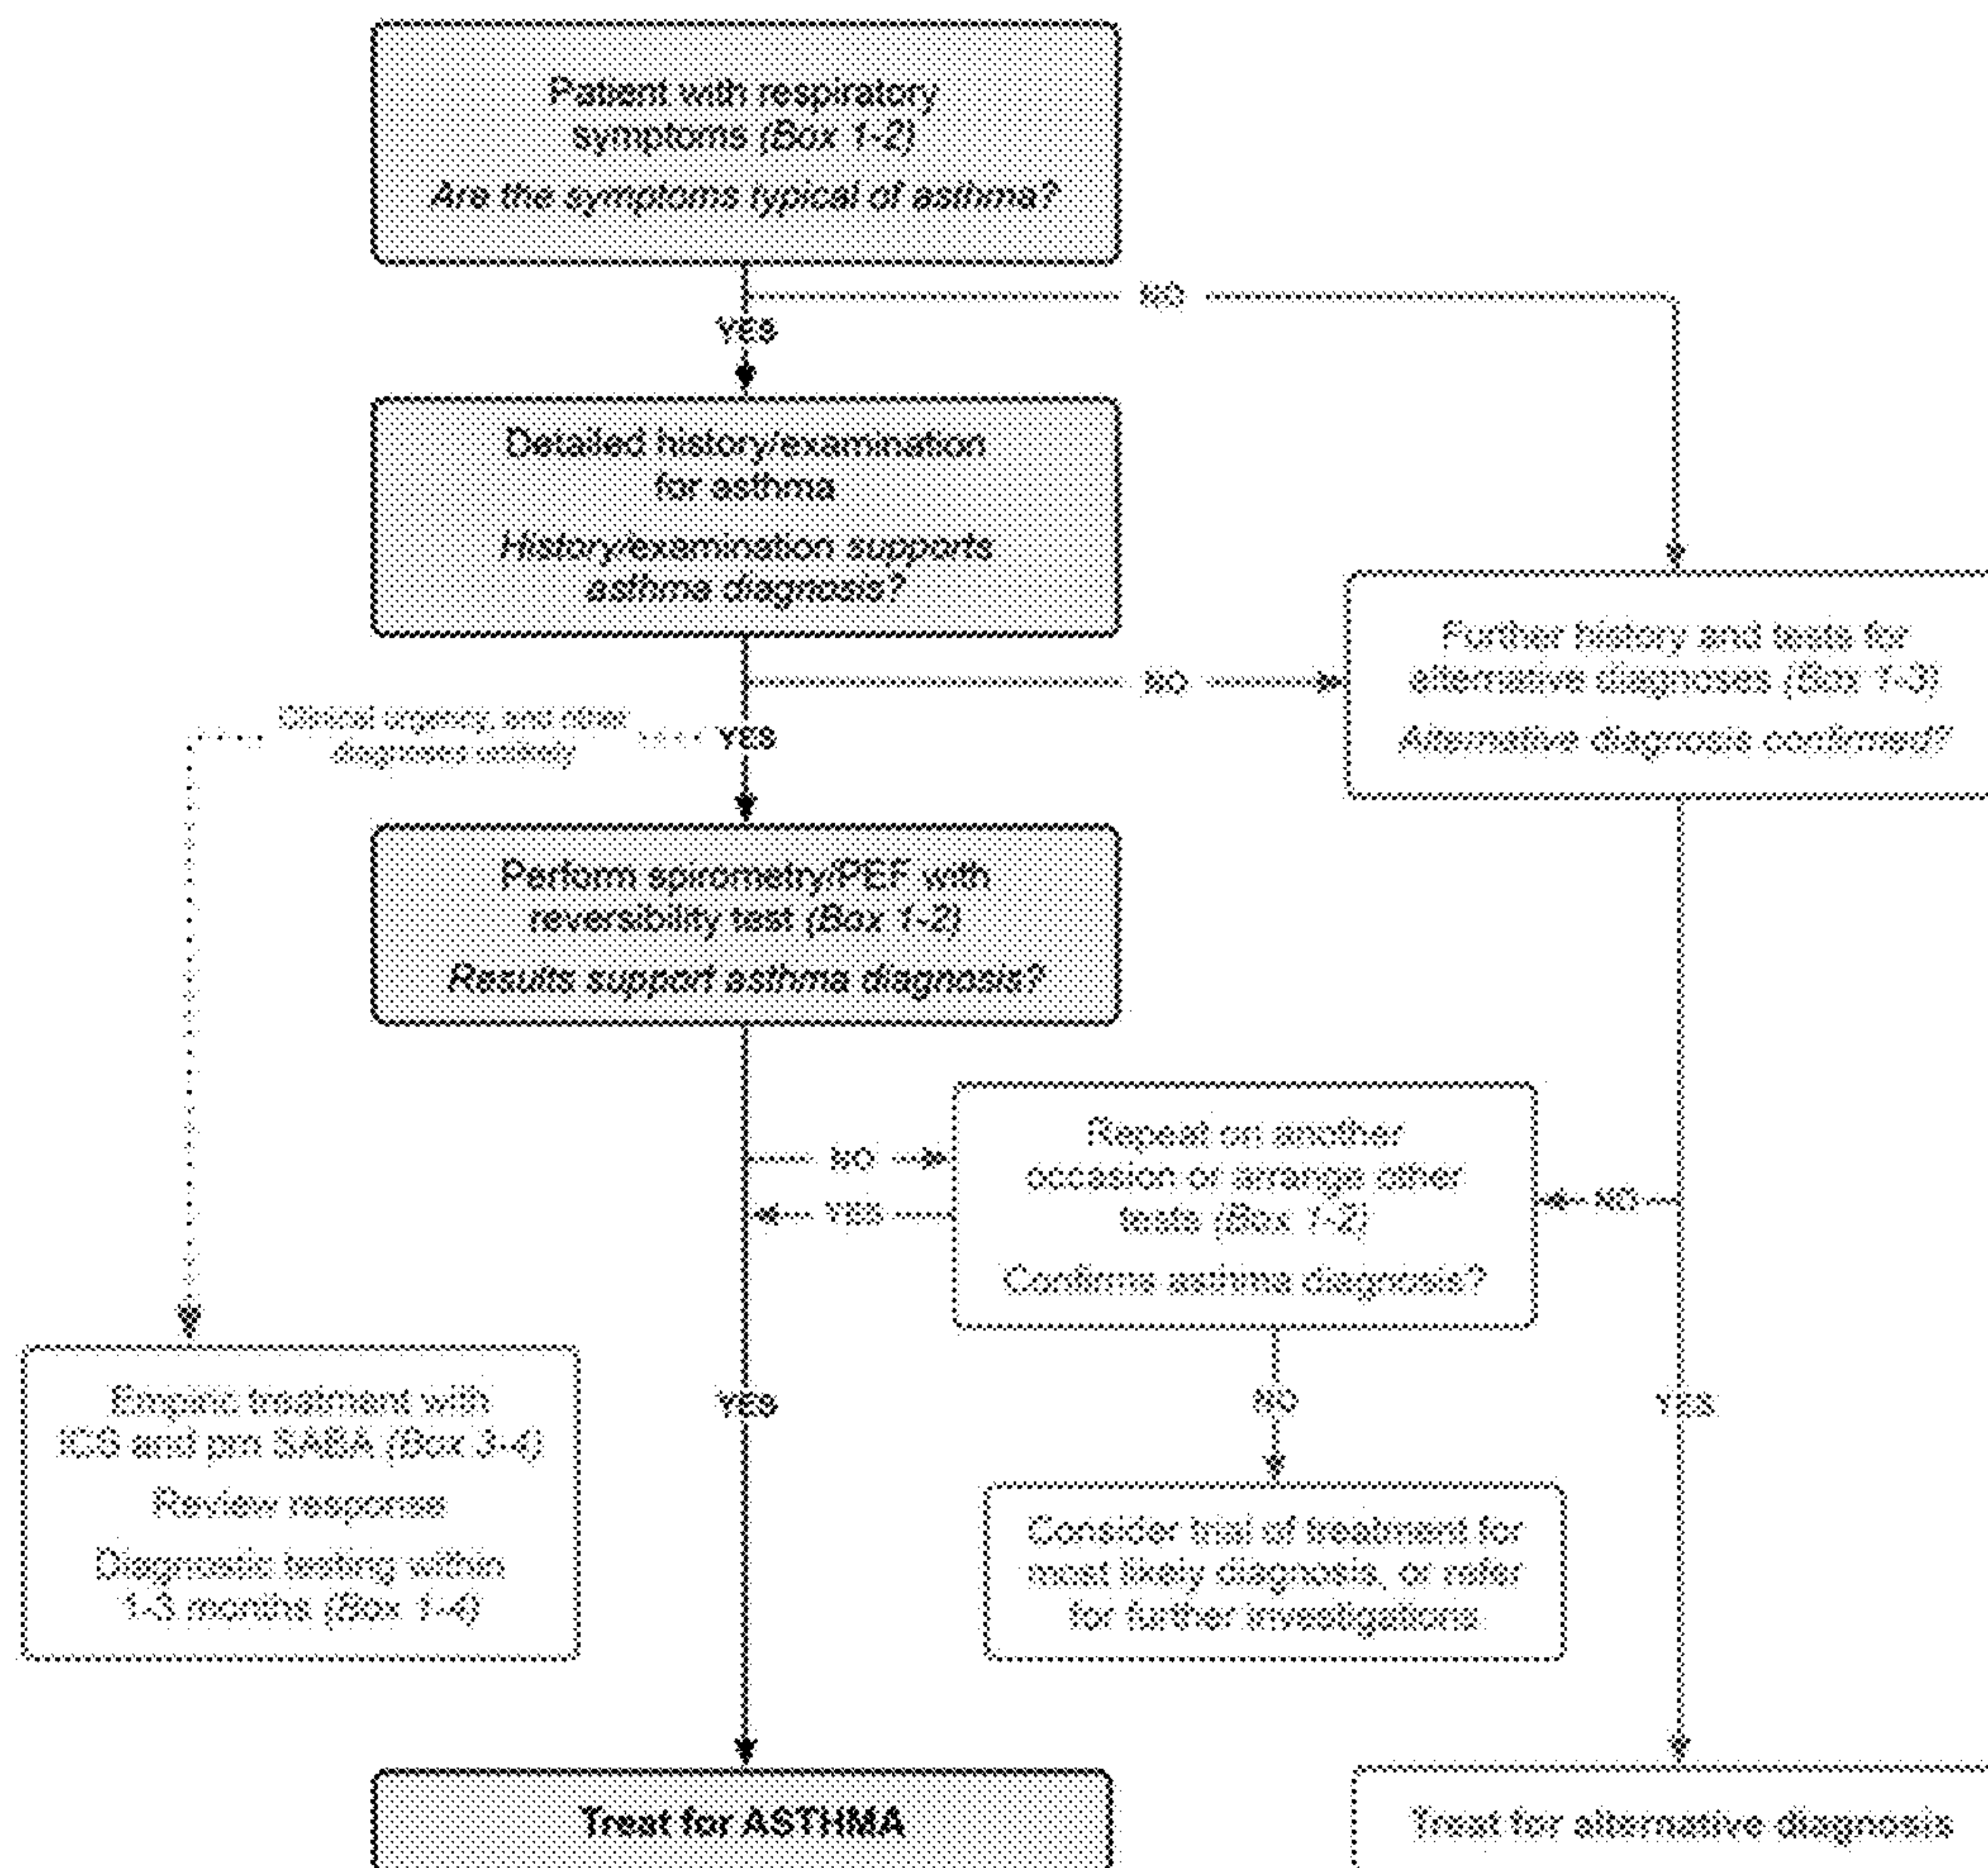 Patient with respiratory
symptoms (Box 1-2)
Are the symptoms typical of asthma?
NO
YES
Detailed history/examination
for asthma
History/examination supports
asthma diagnosis?
Further history and tests for
alternative diagnoses (Box 1-3)
Alternative diagnosis confirmed?
NO
Clinical urgency, and other
diagnoses unlikely
YES
Perform spirometry/PEF with
reversibility test (Box 1-2)
Results support asthma diagnosis?
Repeat on another
occasion or arrange other
tests (Box 1-2)
Confirms asthma diagnosis?
NO
YES
NO
Empiric treatment with
ICS and prn SABA (Box 3-4)
Review response
Diagnostic testing within
1-3 months (Box 1-4)
YES
NO
YES
Consider trial of treatment for
most likely diagnosis, or refer
for further investigations
Treat for ASTHMA
Treat for alternative diagnosis